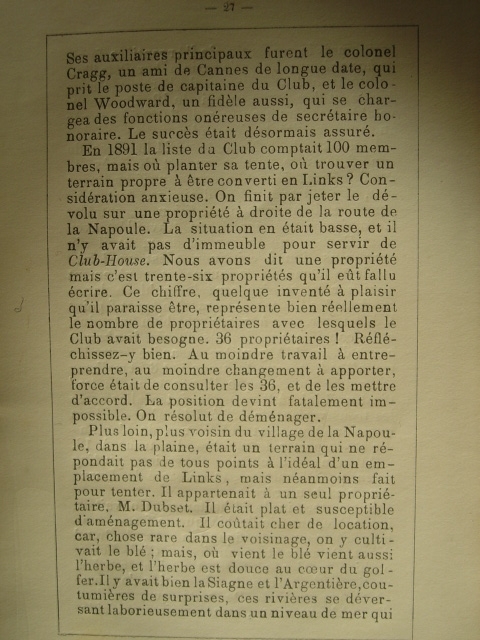 — 27 —
Ses auxiliaires principaux furent le colonel
Cragg, un ami de Cannes de longue date, qui
prit le poste de capitaine du Club, et le colo-
nel Woodward, un fidèle aussi, qui se char-
gea des fonctions onéreuses de secrétaire ho-
noraire. Le succès était désormais assuré.
En 1891 la liste du Club comptait 100 mem-
bres, mais où planter sa tente, où trouver un
terrain propre à être converti en Links ? Con-
sidération anxieuse. On finit par jeter le dé-
volu sur une propriété à droite de la route de
la Napoule. La situation en était basse, et il
n'y avait pas d'immeuble pour servir de
Club-House. Nous avons dit une propriété
mais c'est trente-six propriétés qu'il eût fallu
écrire. Ce chiffre, quelque inventé à plaisir
qu'il paraisse être, représente bien réellement
le nombre de propriétaires avec lesquels le
Club avait besogne. 36 propriétaires ! Réflé-
chissez-y bien. Au moindre travail à entre-
prendre, au moindre changement à apporter,
force était de consulter les 36, et de les mettre
d'accord. La position devint fatalement im-
possible. On résolut de déménager.
Plus loin, plus voisin du village de la Napou-
le, dans la plaine, était un terrain qui ne ré-
pondait pas de tous points à l'idéal d'un em-
placement de Links, mais néanmoins fait
pour tenter. Il appartenait à un seul proprié-
taire, M. Dubset. Il était plat et susceptible
d'aménagement. Il coûtait cher de location,
car, chose rare dans le voisinage, on y culti-
vait le blé ; mais, où vient le blé vient aussi
l'herbe, et l'herbe est douce au cœur du gol-
fer. Il y avait bien la Siagne et l'Argentière, cou-
tumières de surprises, ces rivières se déver-
sant laborieusement dans un niveau de mer qui